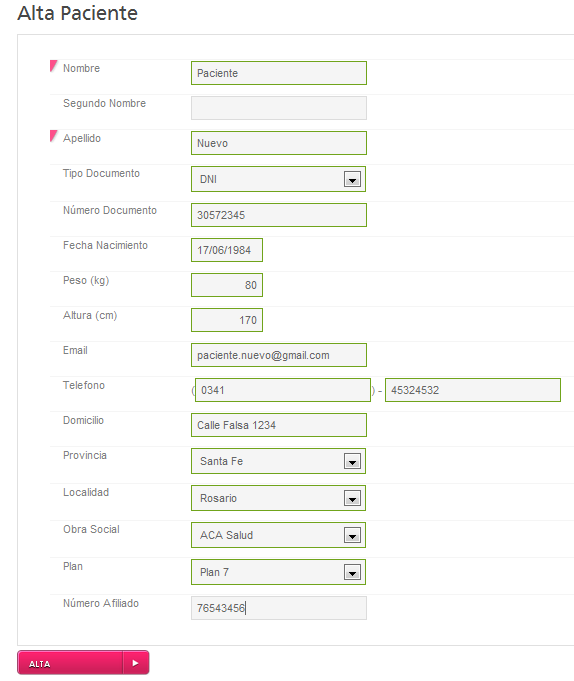 Alta Paciente
Nombre Paciente
Segundo Nombre
Apellido Nuevo
Tipo Documento DNI
Número Documento 30572345
Fecha Nacimiento 17/06/1984
Peso (kg) 80
Altura (cm) 170
Email paciente.nuevo@gmail.com
Telefono ( 0341 ) - 45324532
Domicilio Calle Falsa 1234
Provincia Santa Fe
Localidad Rosario
Obra Social ACA Salud
Plan Plan 7
Número Afiliado 76543456
ALTA